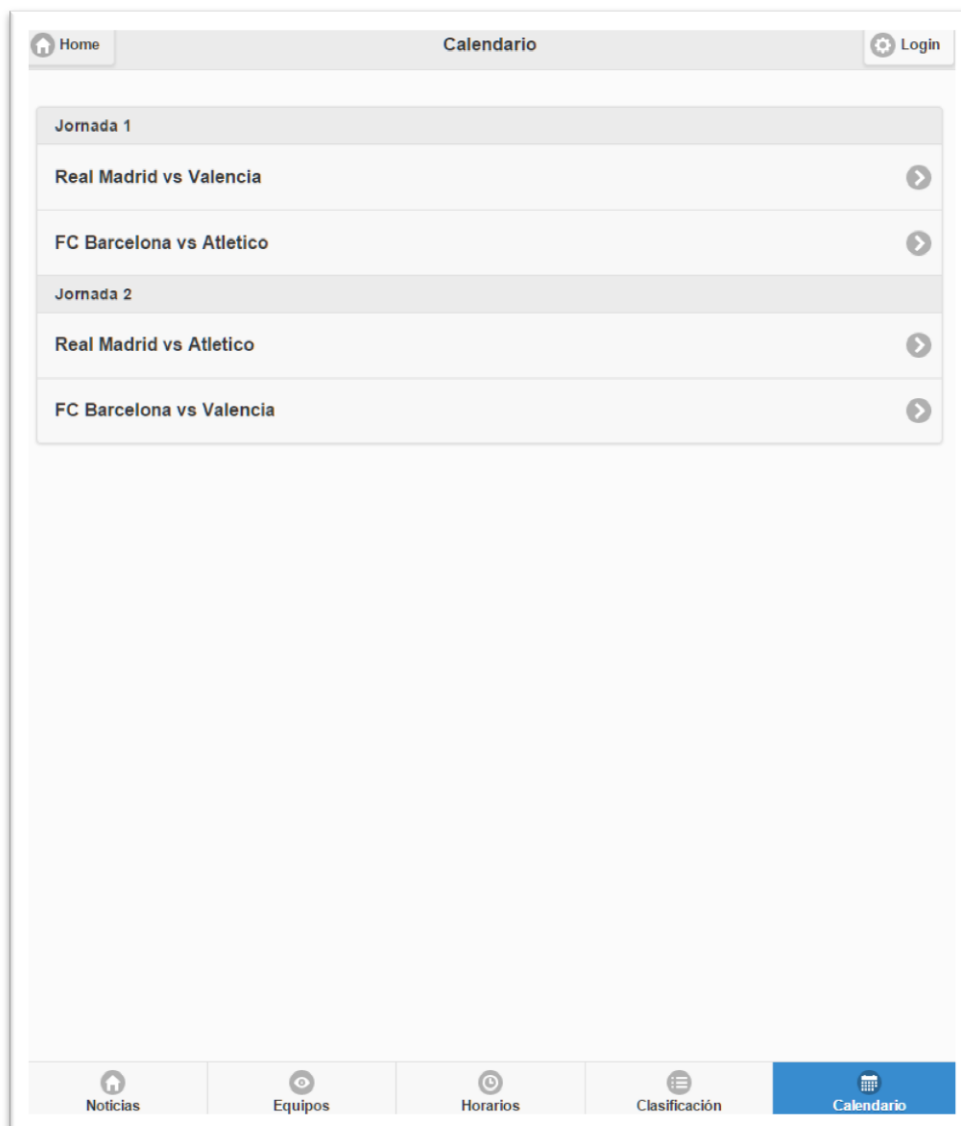 Home Calendario Login
Jornada 1
Real Madrid vs Valencia
FC Barcelona vs Atletico
Jornada 2
Real Madrid vs Atletico
FC Barcelona vs Valencia
Noticias Equipos Horarios Clasificación Calendario